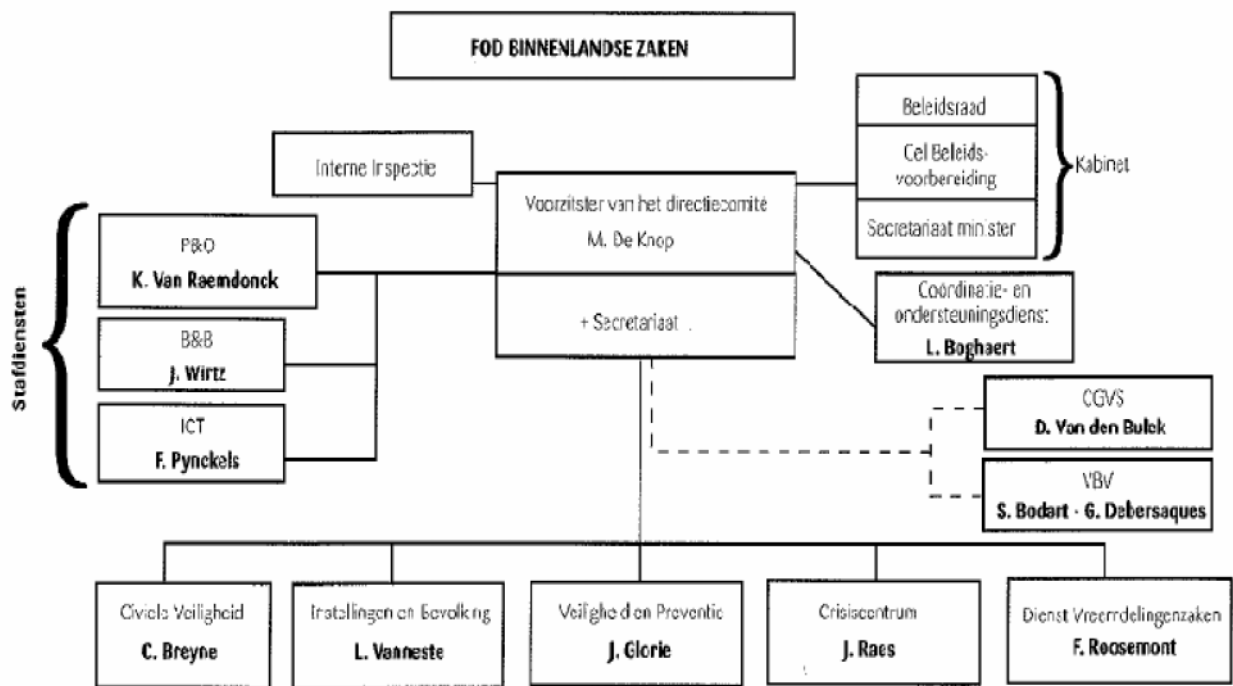 FOD BINNENLANDSE ZAKEN
Beleidsraad
Cel Beleids-
voorbereiding
Secretariaat minister
Kabinet
Interne Inspectie
Voorzitster van het directiecomité
M. De Knop
+ Secretariaat
Coördinatie- en
ondersteuningsdienst
L. Boghaert
Stafdiensten
P&O
K. Van Raemdonck
B&B
J. Wirtz
ICT
F. Pynckels
CGVS
D. Van den Bulck
VBV
S. Bodart - G. Debersaques
Civiele Veiligheid
C. Breyne
Instellingen en Bevolking
L. Vanneste
Veiligheid en Preventie
J. Glorie
Crisiscentrum
J. Raes
Dienst Vreemdelingenzaken
F. Roosemont